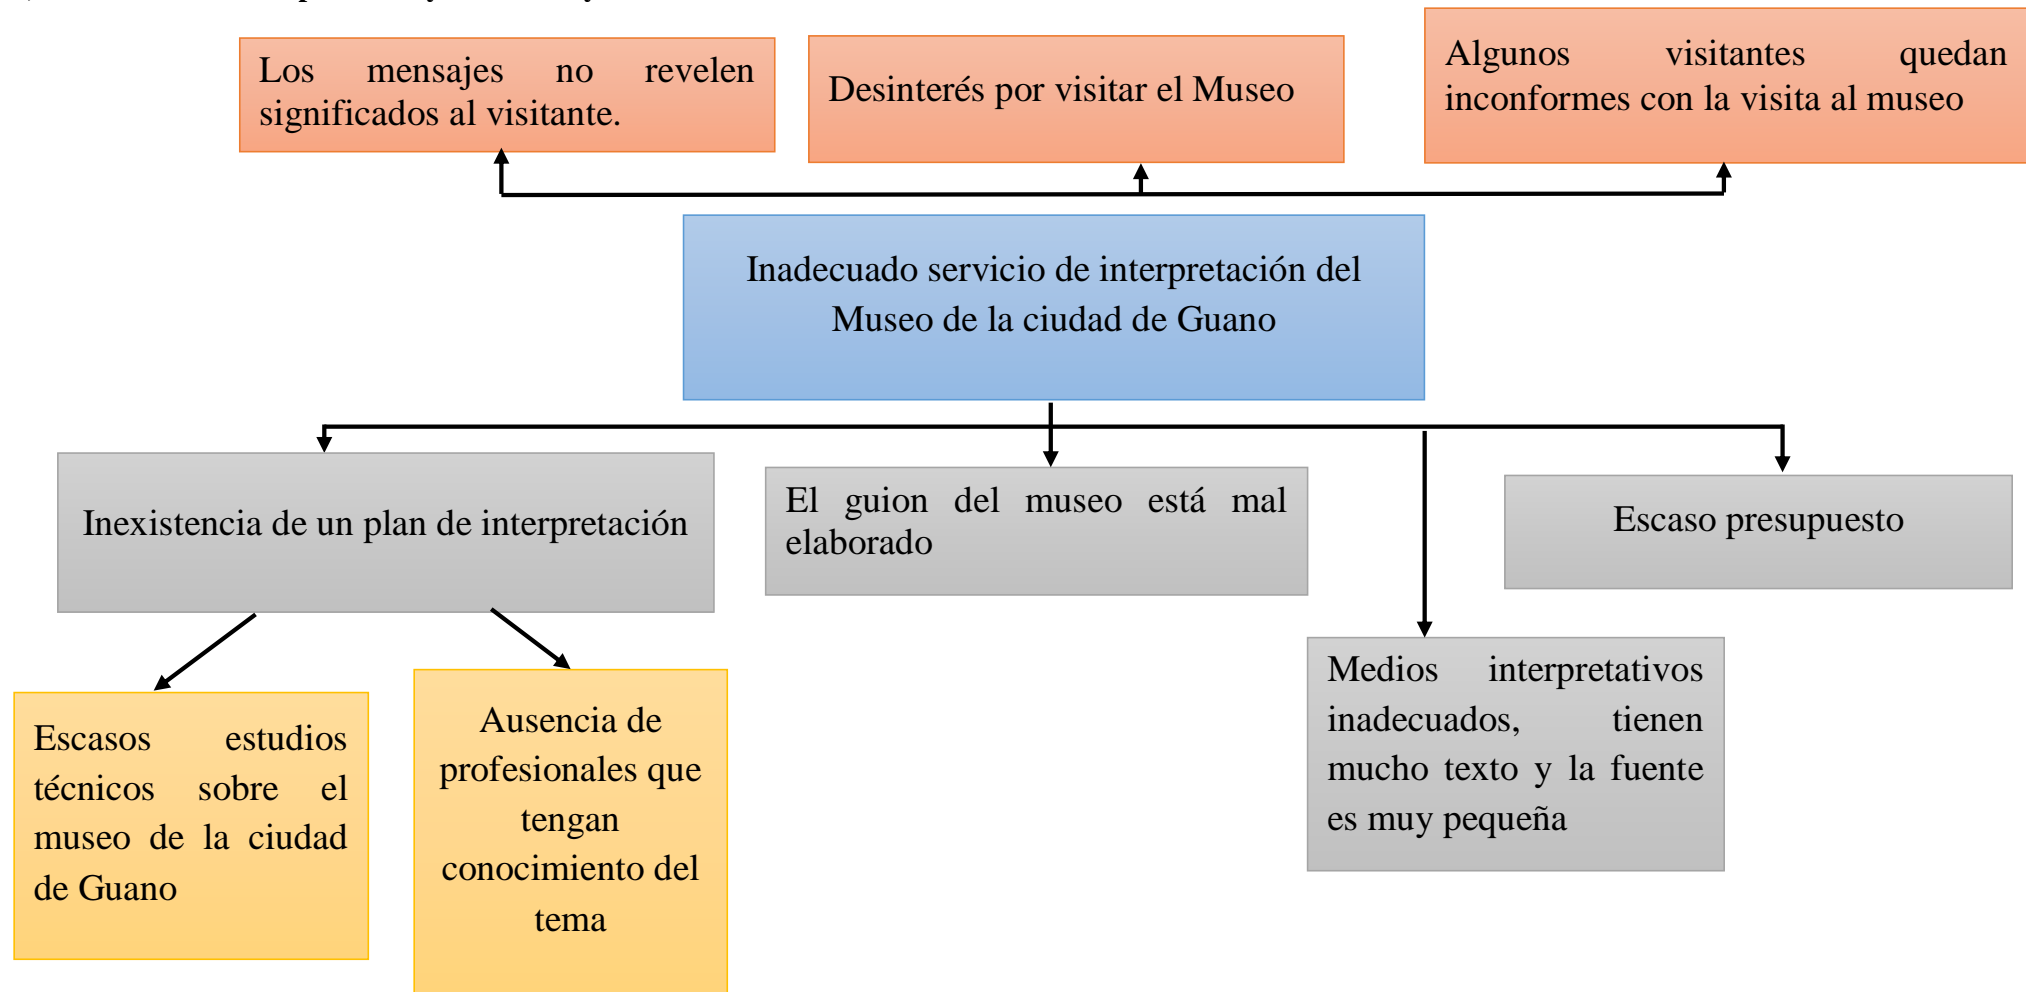 Los mensajes no revelen
significados al visitante.
Desinterés por visitar el Museo
Algunos visitantes quedan
inconformes con la visita al museo
Inadecuado servicio de interpretación del
Museo de la ciudad de Guano
Inexistencia de un plan de interpretación
El guion del museo está mal
elaborado
Escaso presupuesto
Medios interpretativos
inadecuados, tienen
mucho texto y la fuente
es muy pequeña
Escasos estudios
técnicos sobre el
museo de la ciudad
de Guano
Ausencia de
profesionales que
tengan
conocimiento del
tema